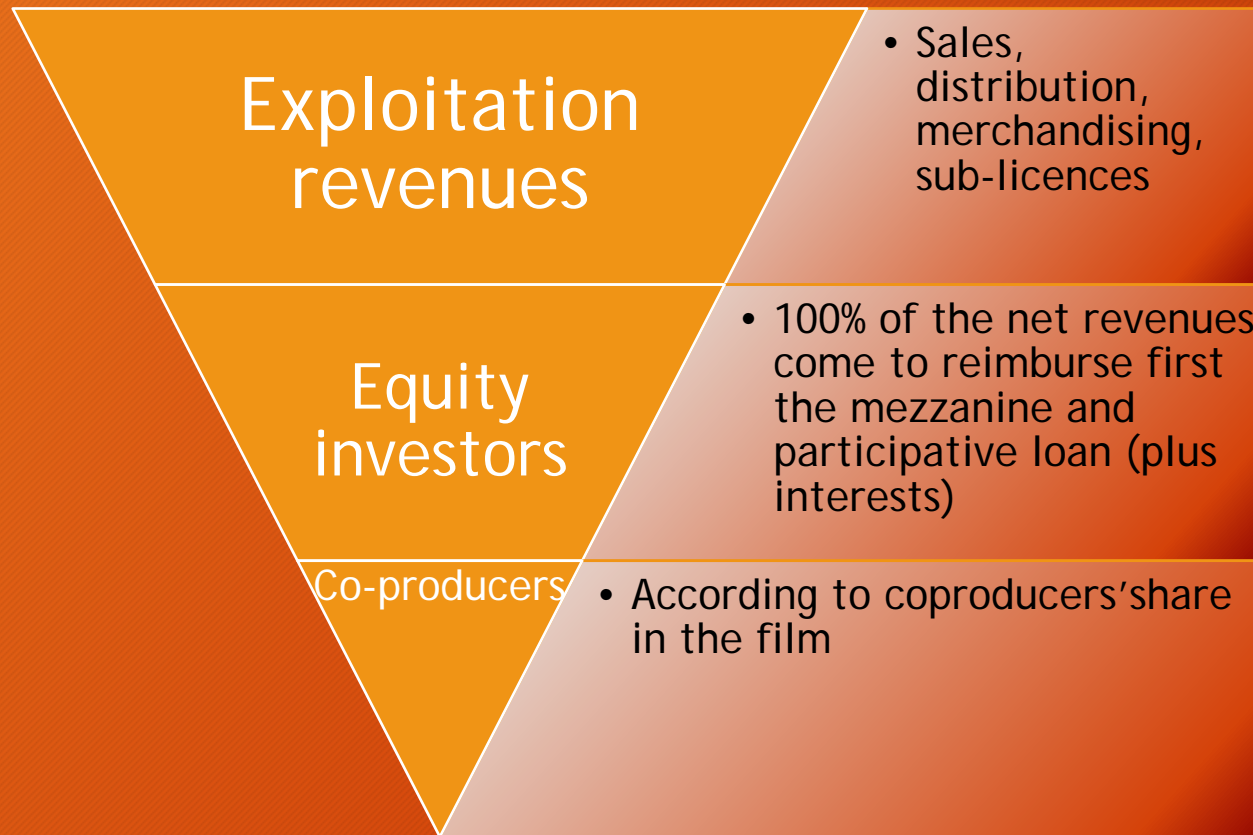 Exploitation
revenues
• Sales,
distribution,
merchandising,
sub-licences
Equity
investors
• 100% of the net revenues
come to reimburse first
the mezzanine and
participative loan (plus
interests)
Co-producers
• According to coproducers'share
in the film